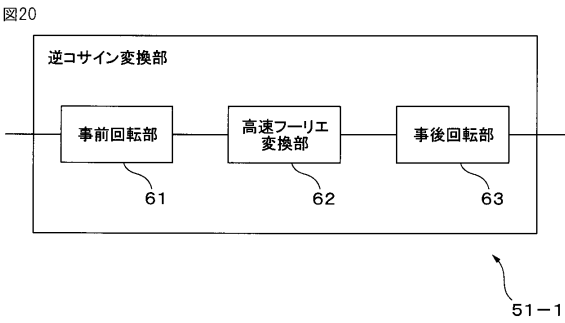 図20
逆コサイン変換部
事前回転部
高速フーリエ
変換部
事後回転部
61
62
63
51-1